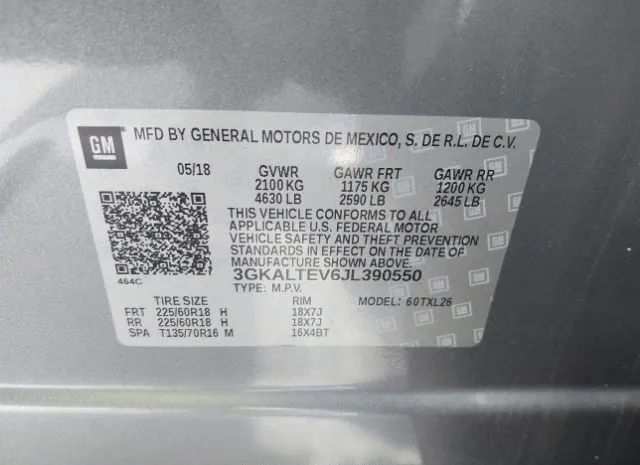 GM MFD BY GENERAL MOTORS DE MEXICO, S. DE R.L. DE C.V.
05/18 GVWR GAWR FRT GAWR RR
2100 KG 1175 KG 1200 KG
4630 LB 2590 LB 2645 LB
THIS VEHICLE CONFORMS TO ALL
APPLICABLE U.S. FEDERAL MOTOR
VEHICLE SAFETY AND THEFT PREVENTION
STANDARDS IN EFFECT ON THE DATE OF
MANUFACTURE SHOWN ABOVE.
464C 3GKALTEV6JL390550
TYPE: M.P.V. MODEL: 60TXL26
TIRE SIZE RIM
FRT 225/60R18 H 18X7J
RR 225/60R18 H 18X7J
SPA T135/70R16 M 16X4BT